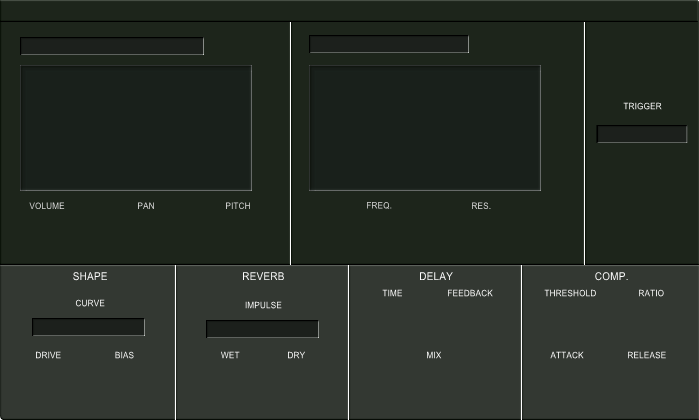 TRIGGER
VOLUME PAN PITCH
FREQ. RES.
SHAPE REVERB DELAY COMP.
TIME FEEDBACK THRESHOLD RATIO
CURVE IMPULSE
DRIVE BIAS WET DRY MIX ATTACK RELEASE